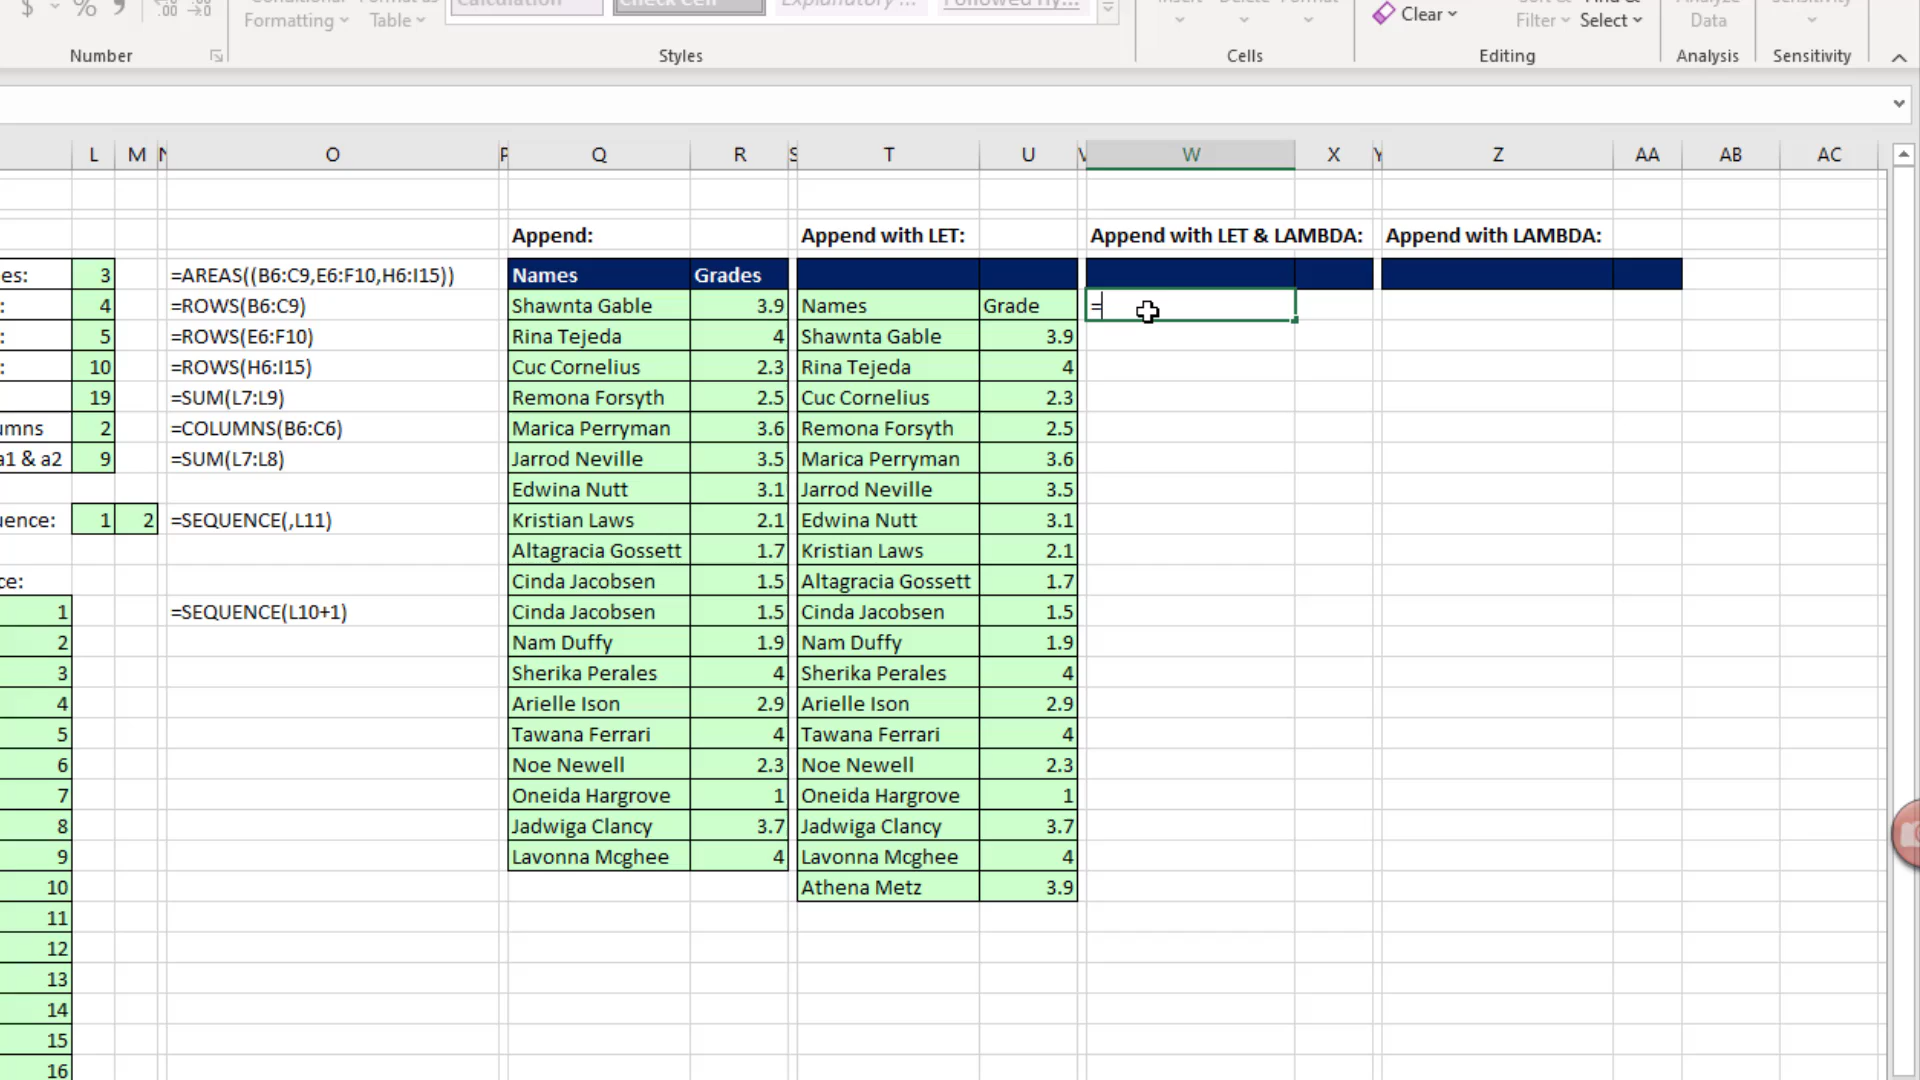 $ % 9 .00 .0
Formatting Table Calculation Check Cell Explanatory ... Followed Hy... Clear Filter Select Data
Number Styles Cells Editing Analysis Sensitivity
L M N O P Q R S T U V W X Y Z AA AB AC
Append: Append with LET: Append with LET & LAMBDA: Append with LAMBDA:
es: 3 =AREAS((B6:C9,E6:F10,H6:I15)) Names Grades
: 4 =ROWS(B6:C9) Shawnta Gable 3.9 Names Grade =
: 5 =ROWS(E6:F10) Rina Tejeda 4 Shawnta Gable 3.9
: 10 =ROWS(H6:I15) Cuc Cornelius 2.3 Rina Tejeda 4
19 =SUM(L7:L9) Remona Forsyth 2.5 Cuc Cornelius 2.3
umns 2 =COLUMNS(B6:C6) Marica Perryman 3.6 Remona Forsyth 2.5
a1 & a2 9 =SUM(L7:L8) Jarrod Neville 3.5 Marica Perryman 3.6
Edwina Nutt 3.1 Jarrod Neville 3.5
uence: 1 2 =SEQUENCE(,L11) Kristian Laws 2.1 Edwina Nutt 3.1
Altagracia Gossett 1.7 Kristian Laws 2.1
ce: Cinda Jacobsen 1.5 Altagracia Gossett 1.7
1 =SEQUENCE(L10+1) Cinda Jacobsen 1.5 Cinda Jacobsen 1.5
2 Nam Duffy 1.9 Nam Duffy 1.9
3 Sherika Perales 4 Sherika Perales 4
4 Arielle Ison 2.9 Arielle Ison 2.9
5 Tawana Ferrari 4 Tawana Ferrari 4
6 Noe Newell 2.3 Noe Newell 2.3
7 Oneida Hargrove 1 Oneida Hargrove 1
8 Jadwiga Clancy 3.7 Jadwiga Clancy 3.7
9 Lavonna Mcghee 4 Lavonna Mcghee 4
10 Athena Metz 3.9
11
12
13
14
15
16